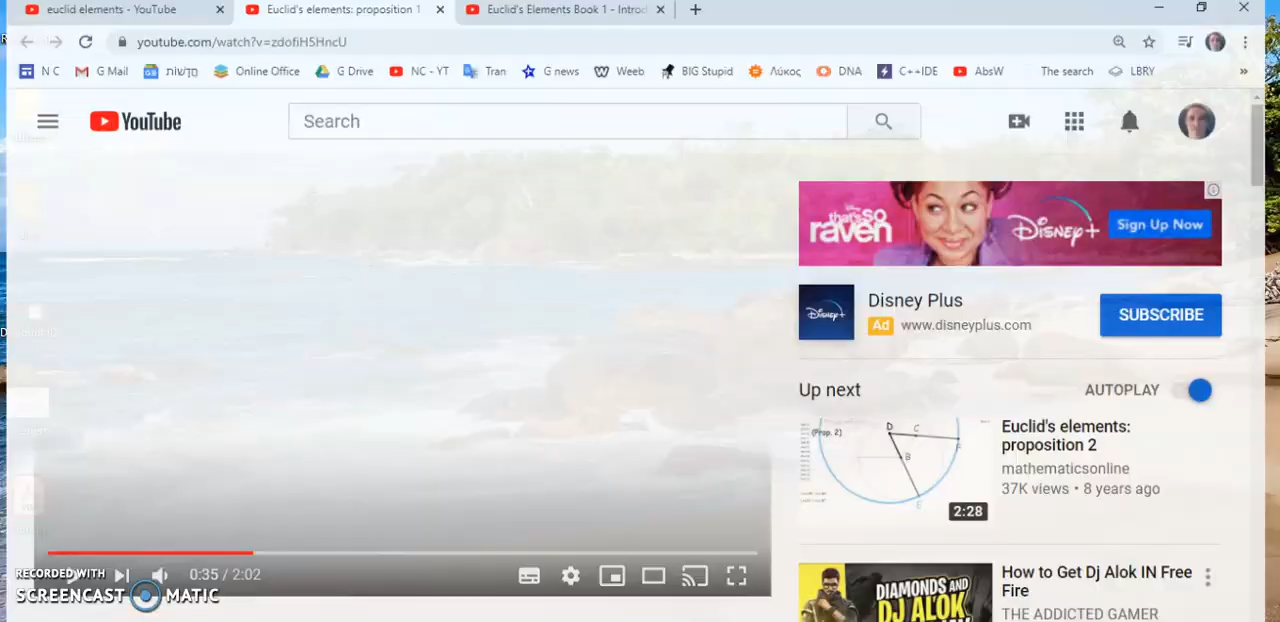 euclid elements - YouTube
Euclid's elements: proposition 1
Euclid's Elements Book 1 - Introd
youtube.com/watch?v=zdofiH5HncU
N C
G Mail
חַדָשׁוֹת
Online Office
G Drive
NC - YT
Tran
G news
Weeb
BIG Stupid
Λύκος
DNA
C++IDE
AbsW
The search
LBRY
YouTube
Search
that's SO
raven
Disney+
Sign Up Now
Disney+
Disney Plus
Ad www.disneyplus.com
SUBSCRIBE
Up next
AUTOPLAY
(Prop. 2)
D
C
B
2:28
Euclid's elements:
proposition 2
mathematicsonline
37K views • 8 years ago
DIAMONDS AND
DJ ALOK
How to Get Dj Alok IN Free
Fire
THE ADDICTED GAMER
0:35 / 2:02
RECORDED WITH
SCREENCAST MATIC